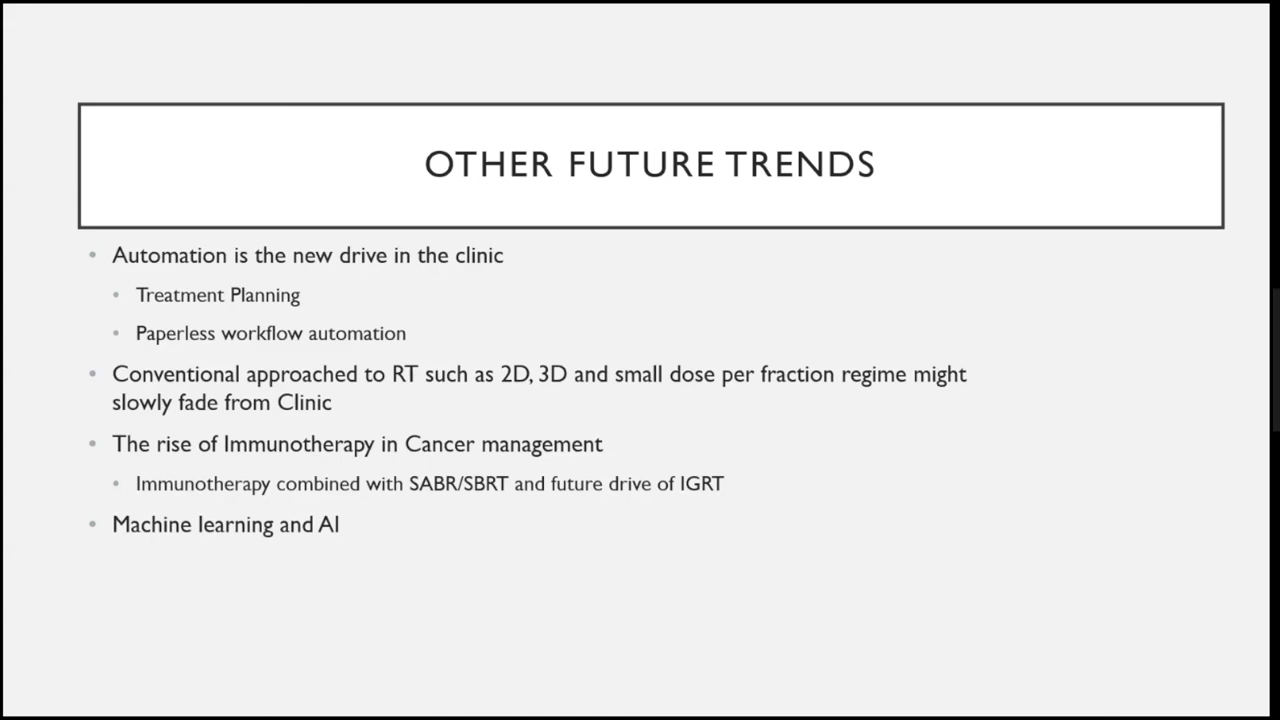 OTHER FUTURE TRENDS
• Automation is the new drive in the clinic
• Treatment Planning
• Paperless workflow automation
• Conventional approached to RT such as 2D, 3D and small dose per fraction regime might
slowly fade from Clinic
• The rise of Immunotherapy in Cancer management
• Immunotherapy combined with SABR/SBRT and future drive of IGRT
• Machine learning and AI